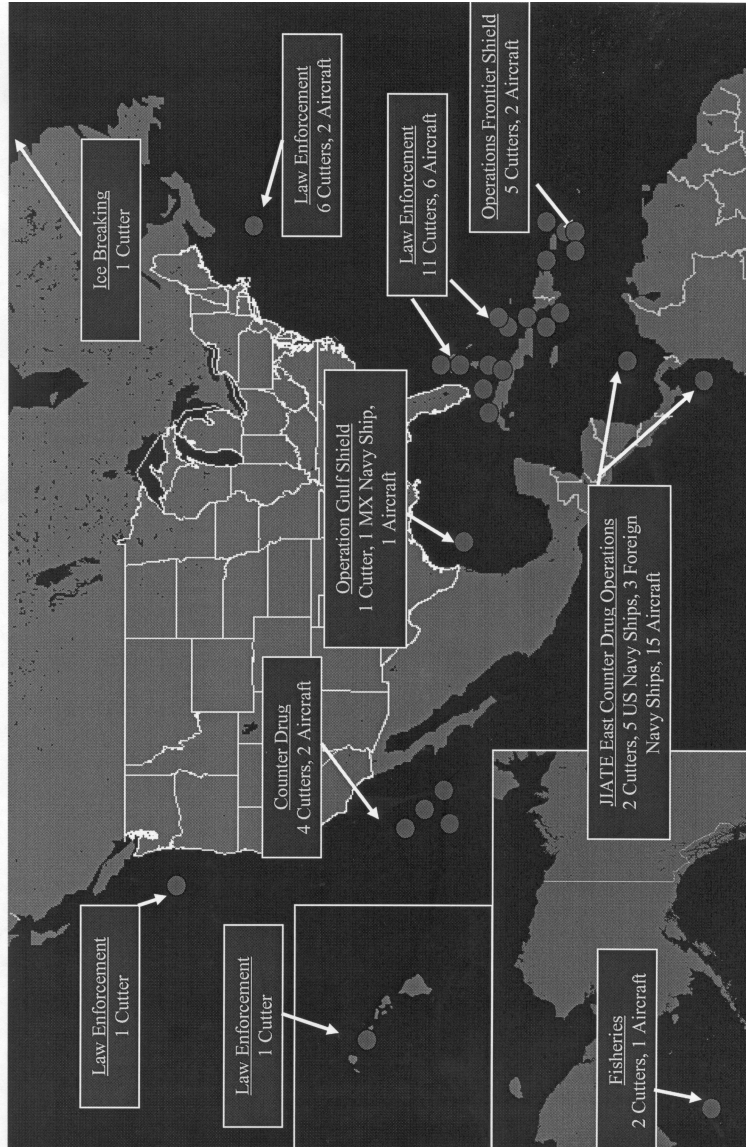 Ice Breaking
1 Cutter
Law Enforcement
6 Cutters, 2 Aircraft
Law Enforcement
11 Cutters, 6 Aircraft
Operations Frontier Shield
5 Cutters, 2 Aircraft
Operation Gulf Shield
1 Cutter, 1 MX Navy Ship,
1 Aircraft
Counter Drug
4 Cutters, 2 Aircraft
JIATE East Counter Drug Operations
2 Cutters, 5 US Navy Ships, 3 Foreign
Navy Ships, 15 Aircraft
Law Enforcement
1 Cutter
Law Enforcement
1 Cutter
Fisheries
2 Cutters, 1 Aircraft